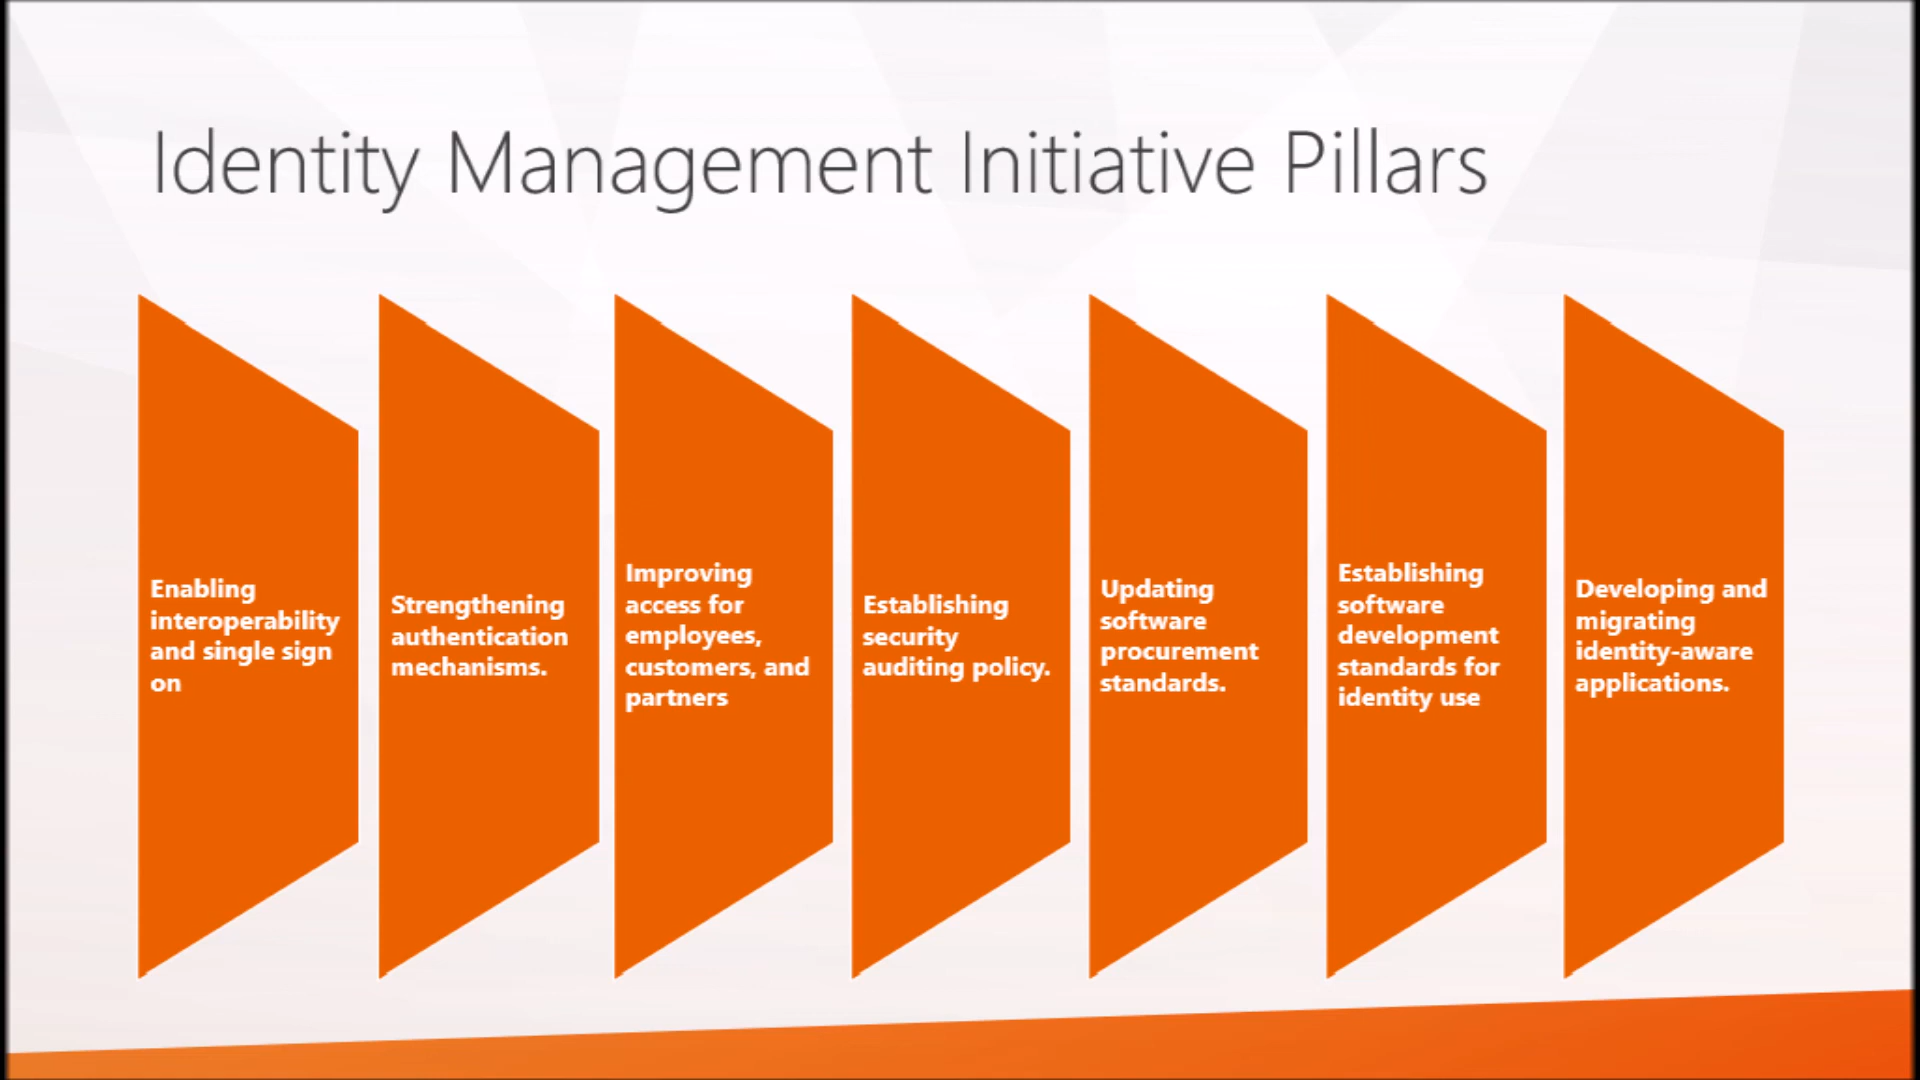 Identity Management Initiative Pillars
Enabling
interoperability
and single sign
on
Strengthening
authentication
mechanisms.
Improving
access for
employees,
customers, and
partners
Establishing
security
auditing policy.
Updating
software
procurement
standards.
Establishing
software
development
standards for
identity use
Developing and
migrating
identity-aware
applications.